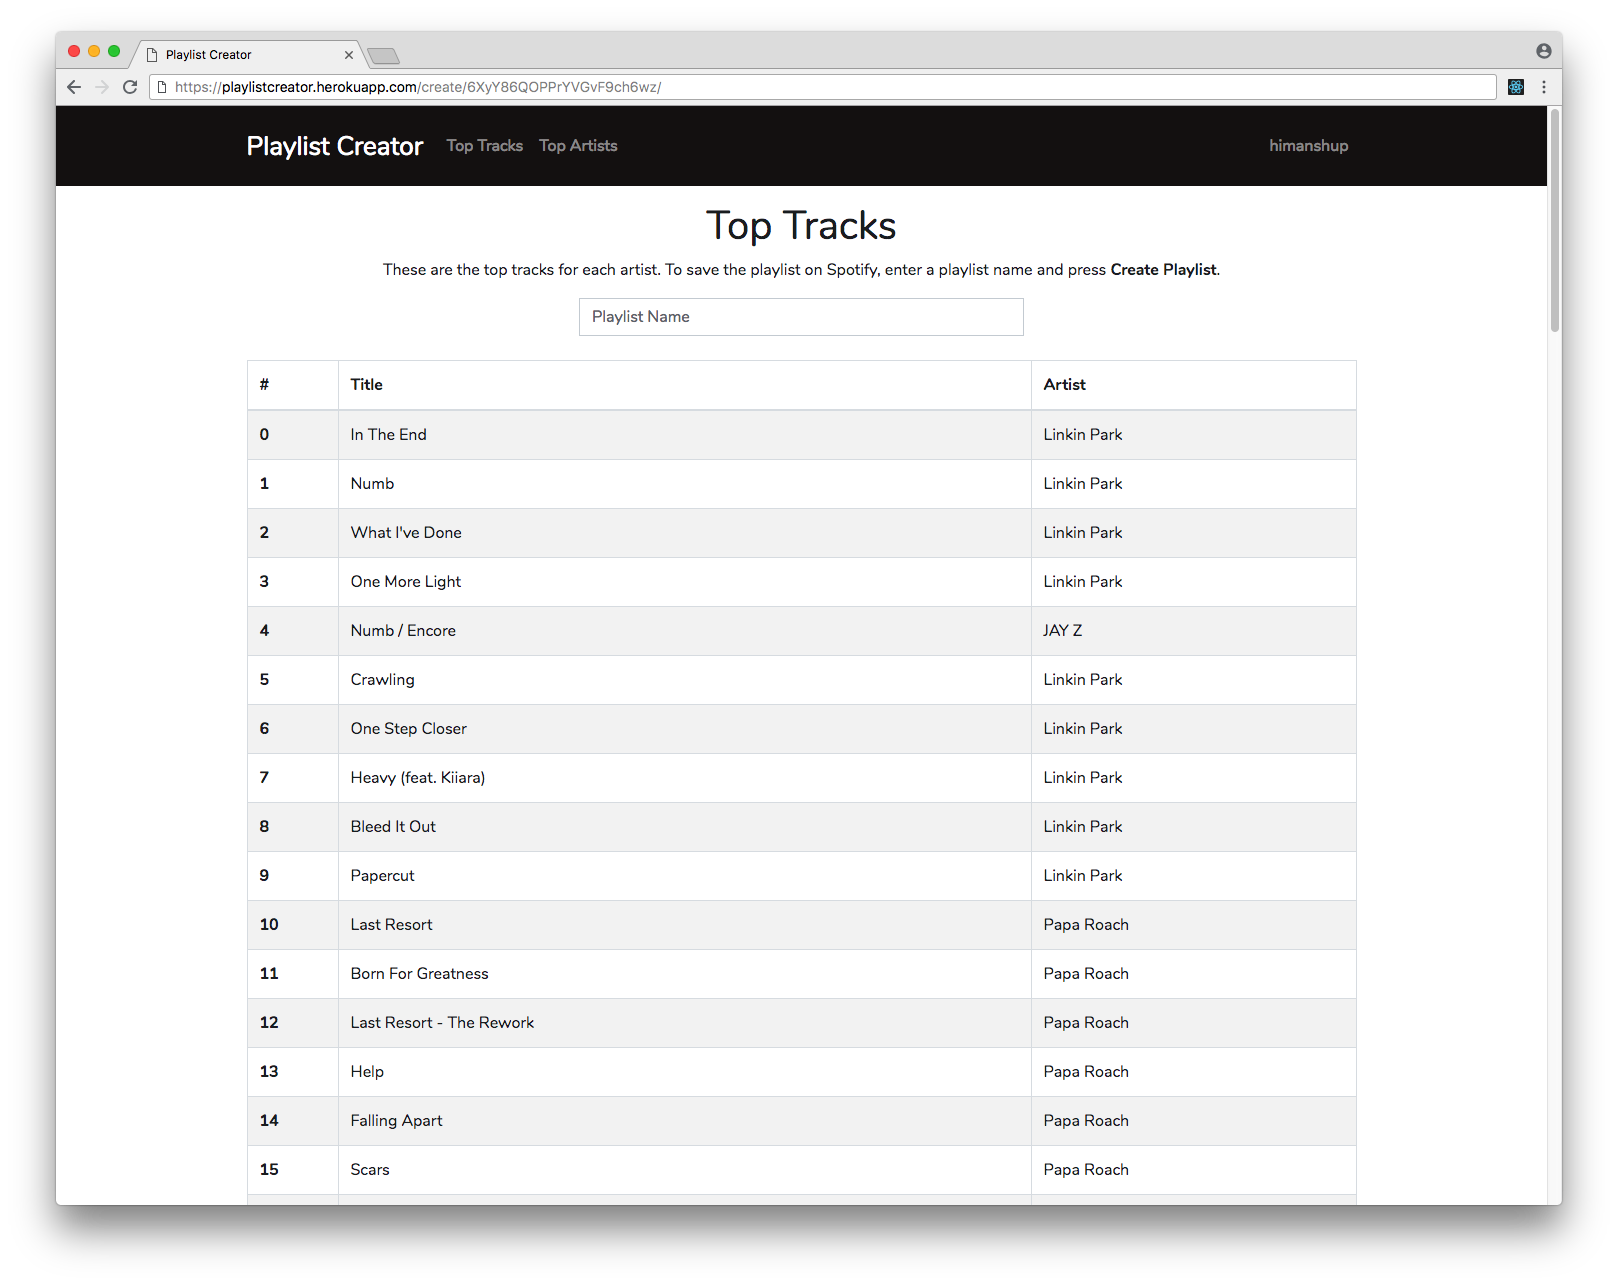 Playlist Creator
https://playlistcreator.herokuapp.com/create/6XyY86QOPPrYVGvF9ch6wz/
Playlist Creator Top Tracks Top Artists himanshup
Top Tracks
These are the top tracks for each artist. To save the playlist on Spotify, enter a playlist name and press Create Playlist.
Playlist Name
# Title Artist
0 In The End Linkin Park
1 Numb Linkin Park
2 What I've Done Linkin Park
3 One More Light Linkin Park
4 Numb / Encore JAY Z
5 Crawling Linkin Park
6 One Step Closer Linkin Park
7 Heavy (feat. Kiiara) Linkin Park
8 Bleed It Out Linkin Park
9 Papercut Linkin Park
10 Last Resort Papa Roach
11 Born For Greatness Papa Roach
12 Last Resort - The Rework Papa Roach
13 Help Papa Roach
14 Falling Apart Papa Roach
15 Scars Papa Roach